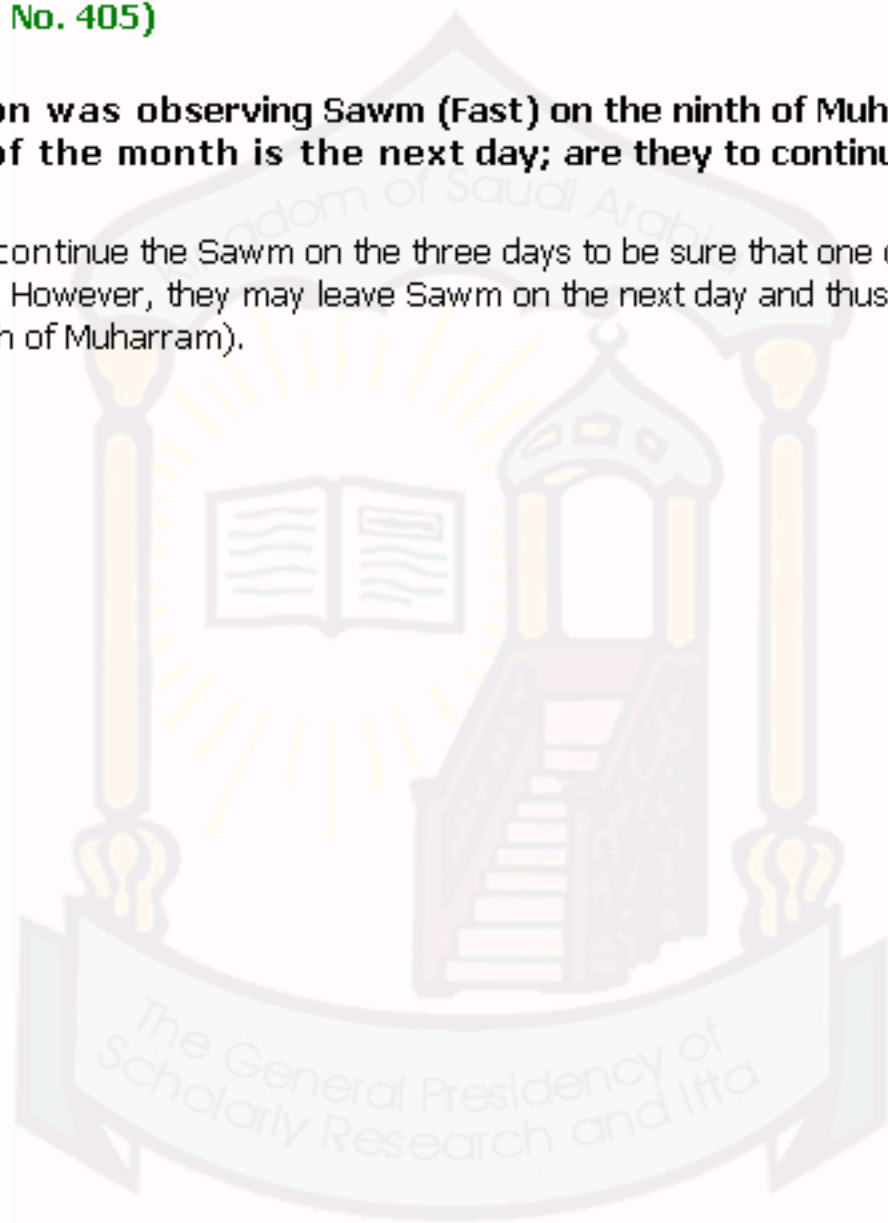 No. 405)
on was observing Sawm (Fast) on the ninth of Muh
of the month is the next day; are they to continu
Kingdom of Saudi Arabia
continue the Sawm on the three days to be sure that one
However, they may leave Sawm on the next day and thus
h of Muharram).
The General Presidency of
Scholarly Research and Ifta